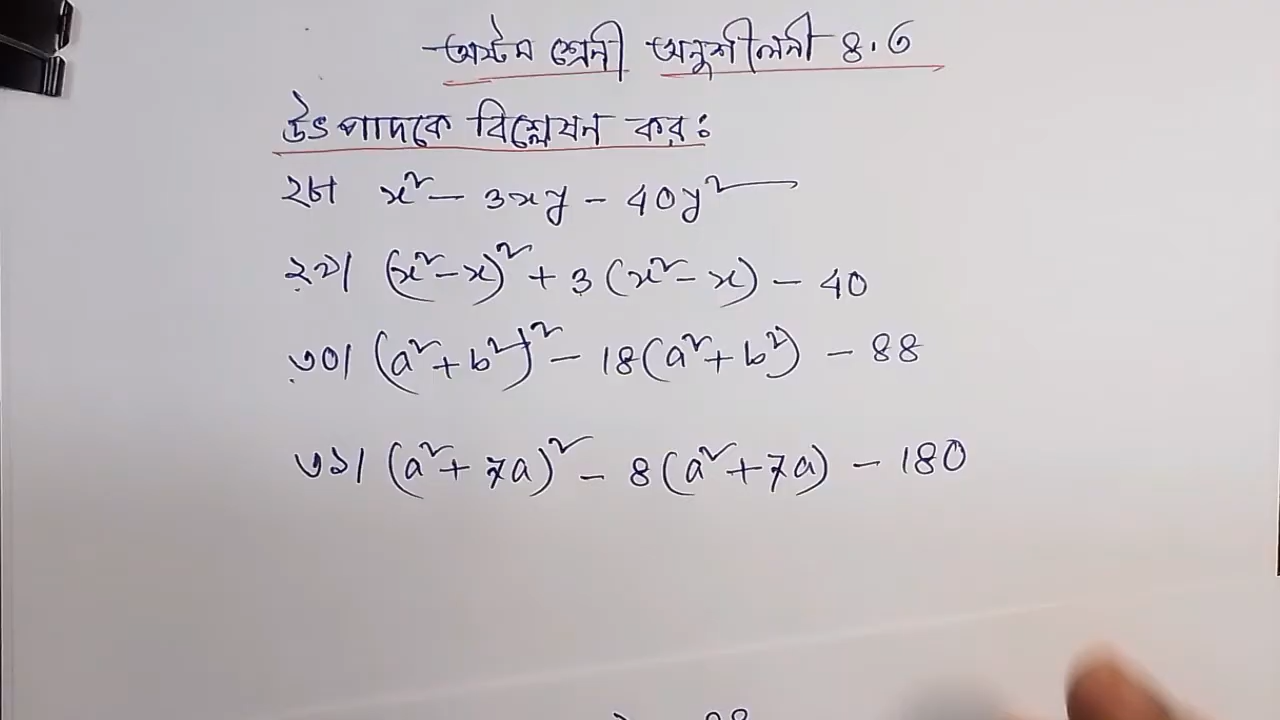 অষ্টম শ্রেনী অনুশীলনী ৪.৩
উৎপাদকে বিশ্লেষন কর:
২৮। x² - 3xy - 40y²
২৯। (x² - x)² + 3(x² - x) - 40
৩০। (a² + b²)² - 18(a² + b²) - 88
৩১। (a² + 7a)² - 8(a² + 7a) - 180